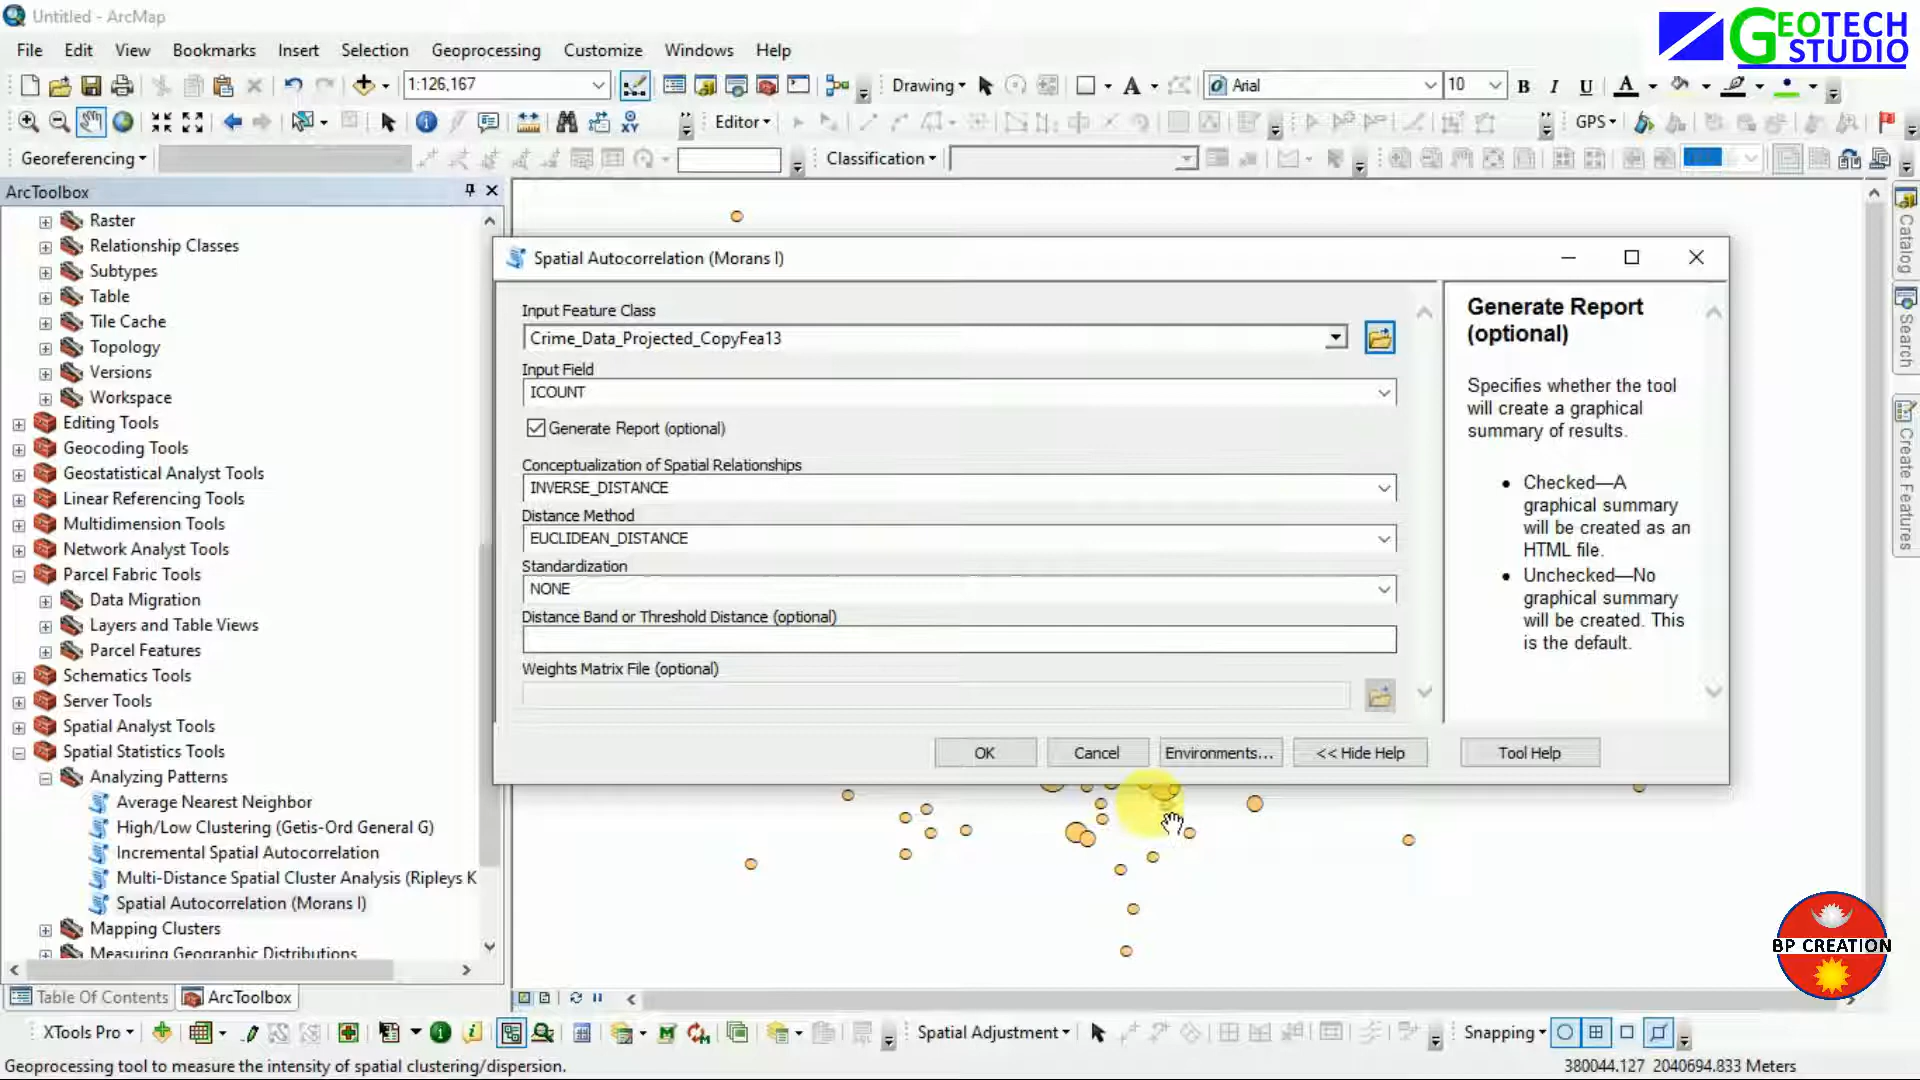 Untitled - ArcMap
GEOTECH
STUDIO
File Edit View Bookmarks Insert Selection Geoprocessing Customize Windows Help
1:126,167 Drawing A Arial 10 B I U A
XY Editor GPS
Georeferencing Classification
ArcToolbox
Raster
Relationship Classes
Subtypes
Table
Tile Cache
Topology
Versions
Workspace
Editing Tools
Geocoding Tools
Geostatistical Analyst Tools
Linear Referencing Tools
Multidimension Tools
Network Analyst Tools
Parcel Fabric Tools
Data Migration
Layers and Table Views
Parcel Features
Schematics Tools
Server Tools
Spatial Analyst Tools
Spatial Statistics Tools
Analyzing Patterns
Average Nearest Neighbor
High/Low Clustering (Getis-Ord General G)
Incremental Spatial Autocorrelation
Multi-Distance Spatial Cluster Analysis (Ripleys K
Spatial Autocorrelation (Morans I)
Mapping Clusters
Measuring Geographic Distributions
Table Of Contents ArcToolbox
Spatial Autocorrelation (Morans I)
Input Feature Class
Crime_Data_Projected_CopyFea13
Input Field
ICOUNT
Generate Report (optional)
Conceptualization of Spatial Relationships
INVERSE_DISTANCE
Distance Method
EUCLIDEAN_DISTANCE
Standardization
NONE
Distance Band or Threshold Distance (optional)
Weights Matrix File (optional)
OK Cancel Environments... << Hide Help Tool Help
Generate Report
(optional)
Specifies whether the tool
will create a graphical
summary of results.
• Checked—A
graphical summary
will be created as an
HTML file.
• Unchecked—No
graphical summary
will be created. This
is the default.
Catalog
Search
Create Features
BP CREATION
XTools Pro Spatial Adjustment Snapping
Geoprocessing tool to measure the intensity of spatial clustering/dispersion.
380044.127 2040694.833 Meters